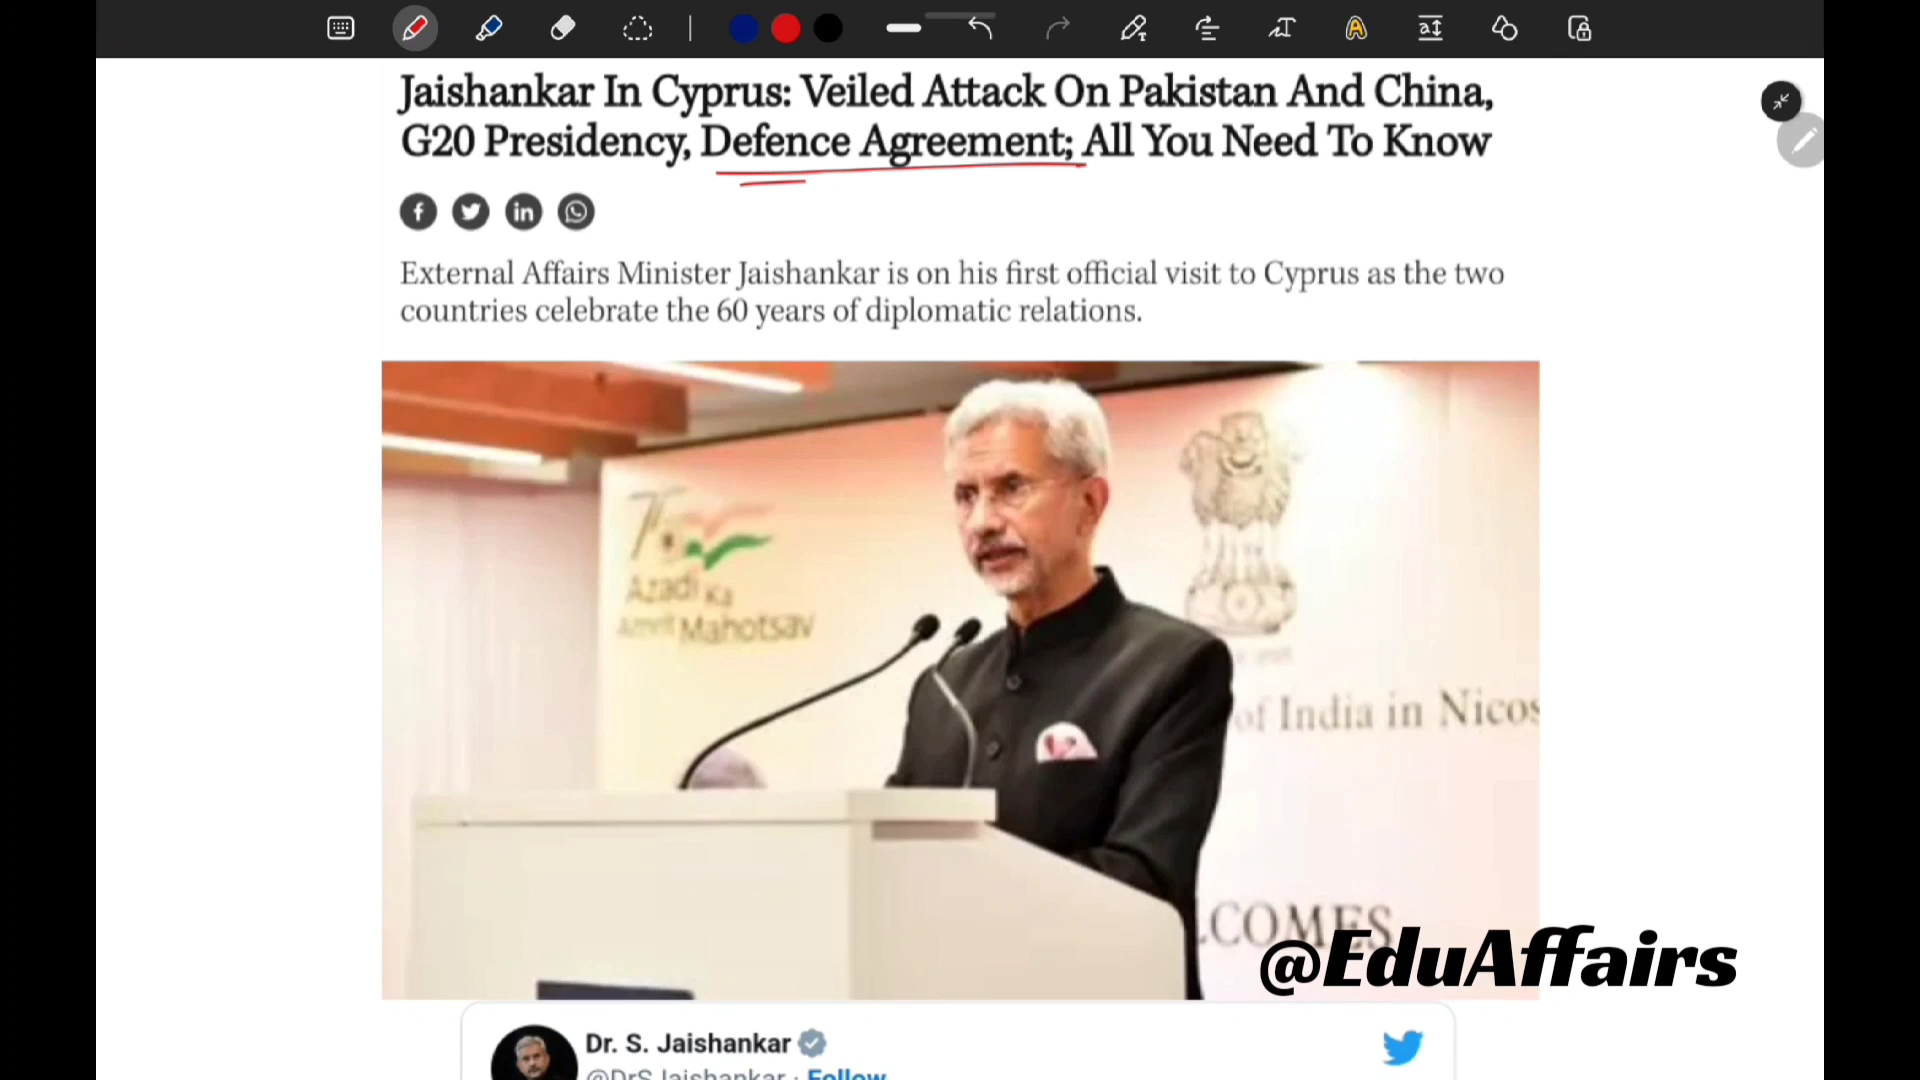 Jaishankar In Cyprus: Veiled Attack On Pakistan And China,
G20 Presidency, Defence Agreement; All You Need To Know
External Affairs Minister Jaishankar is on his first official visit to Cyprus as the two
countries celebrate the 60 years of diplomatic relations.
Azadi Ka
Amrit Mahotsav
of India in Nicos
COMES
@EduAffairs
Dr. S. Jaishankar
@DrSJaishankar · Follow